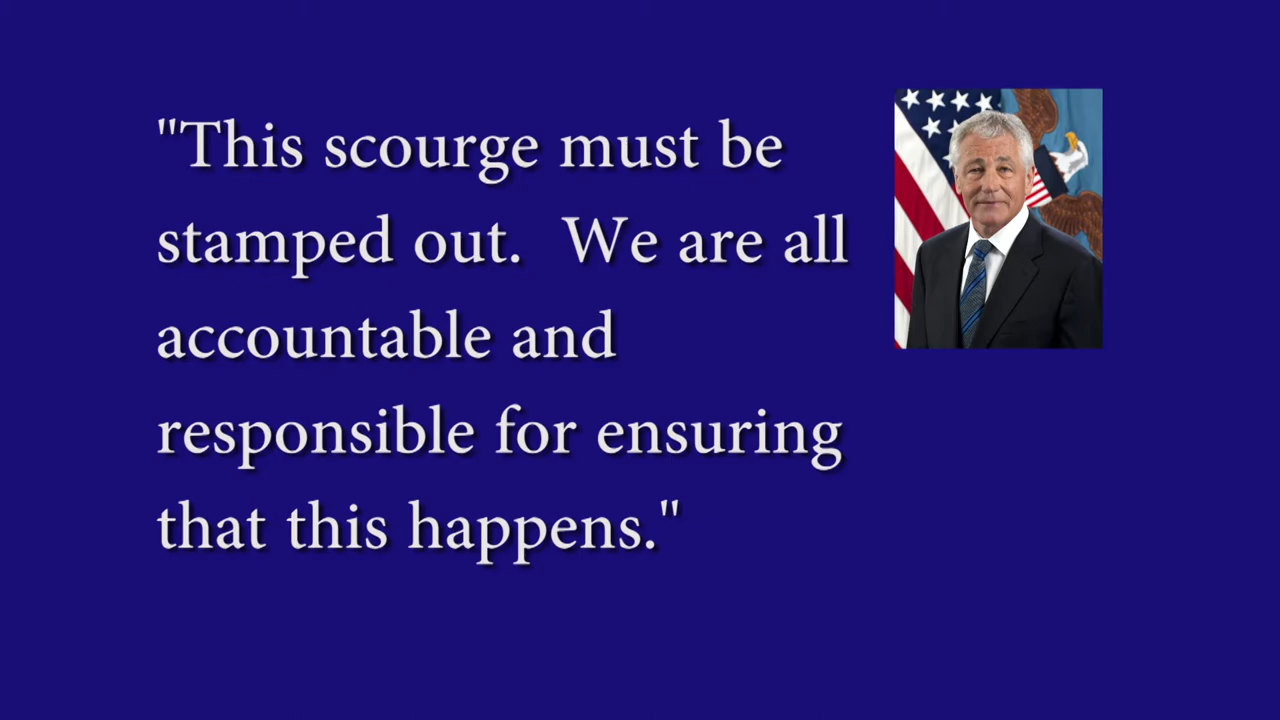 "This scourge must be
stamped out.  We are all
accountable and
responsible for ensuring
that this happens."